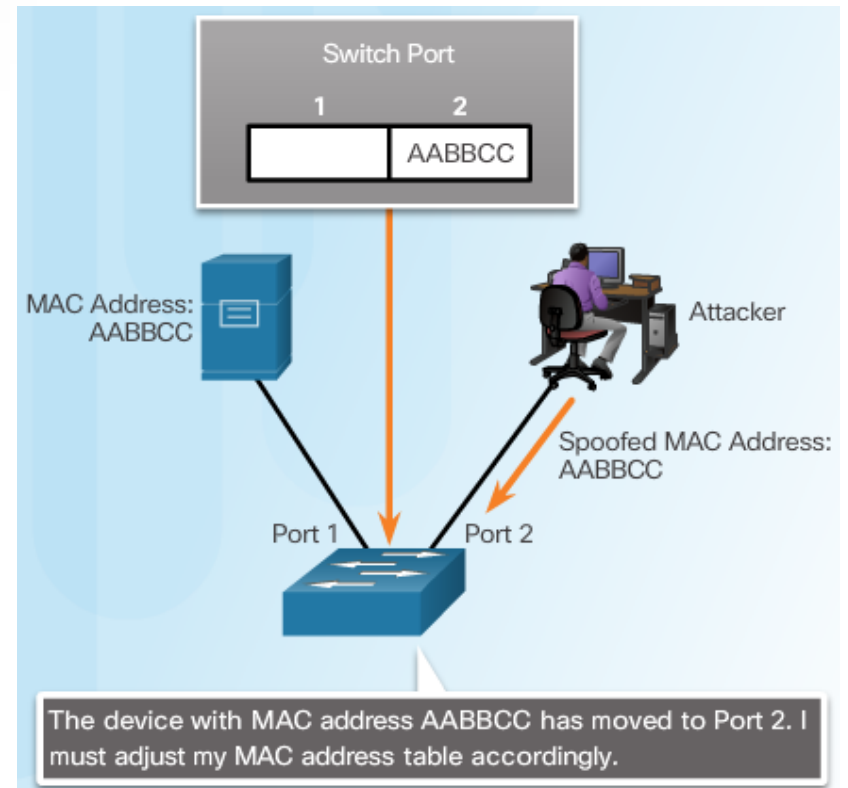 Switch Port
1 2
AABBCC
MAC Address:
AABBCC
Attacker
Spoofed MAC Address:
AABBCC
Port 1
Port 2
The device with MAC address AABBCC has moved to Port 2. I
must adjust my MAC address table accordingly.